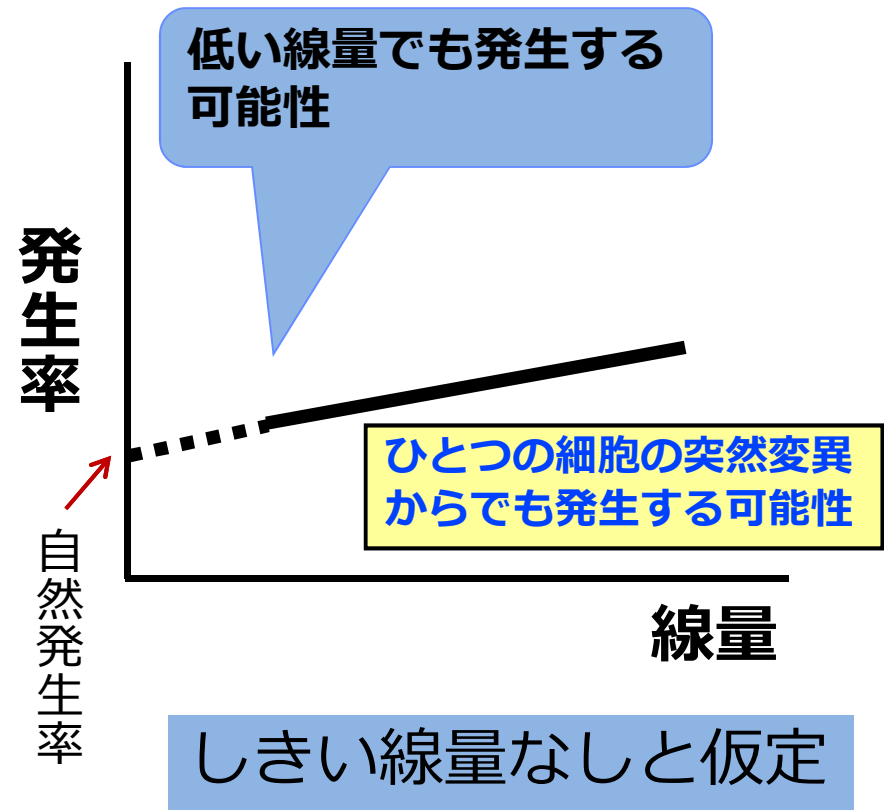 低い線量でも発生する
可能性
発生率
ひとつの細胞の突然変異
からでも発生する可能性
自然発生率
線量
しきい線量なしと仮定